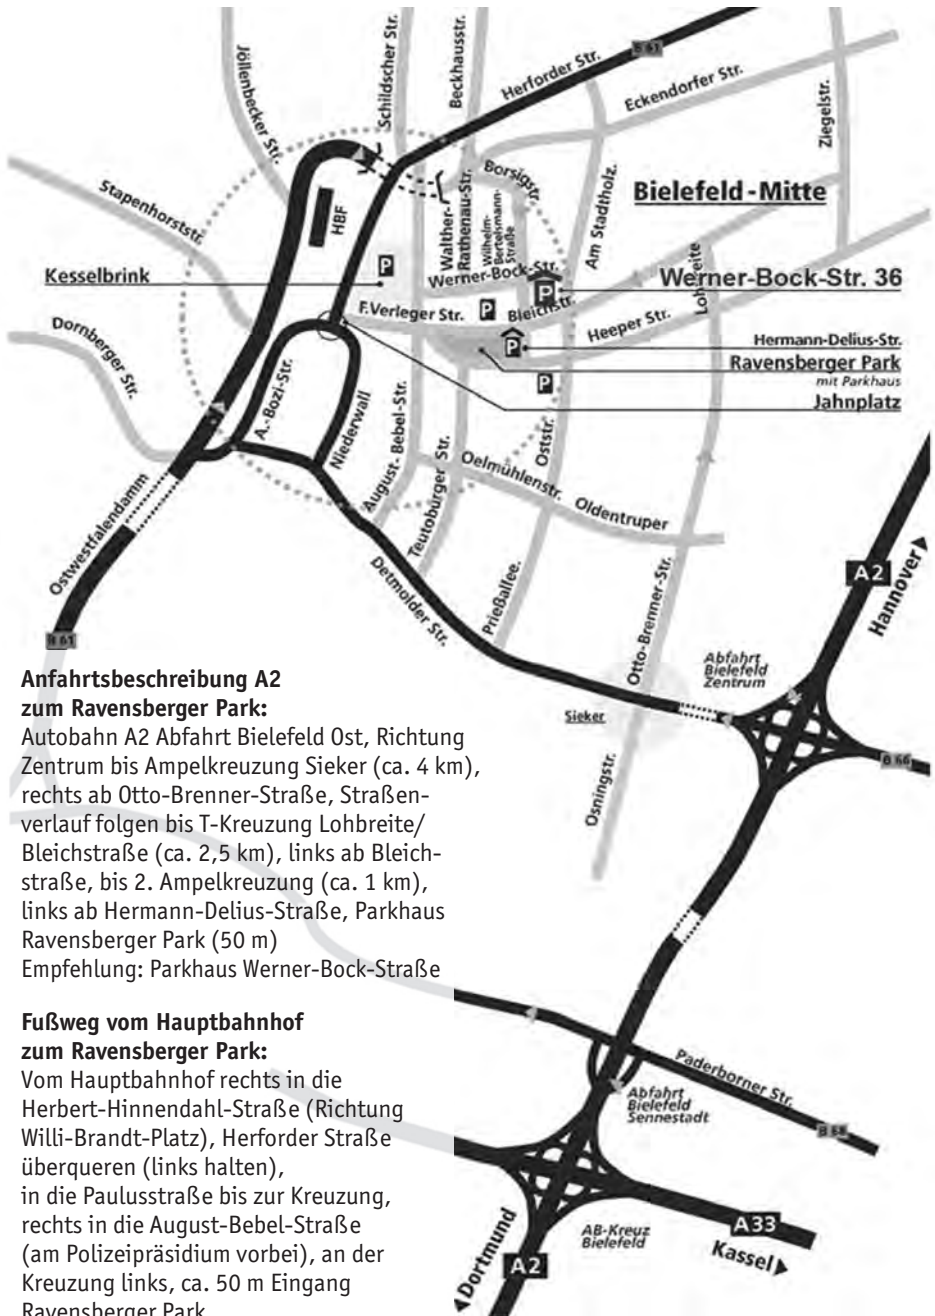 Jöllenbecker Str.
Schildscher Str.
Beckhausstr.
Herforder Str.
B 61
Eckendorfer Str.
Ziegelstr.
Stapenhorststr.
HBF
Borsigstr.
Walther-
Rathenau-Str.
Wilhelm-
Bertelsmann-
Straße
Am Stadtholz.
Bielefeld-Mitte
Kesselbrink
P
Werner-Bock-Str.
P
Werner-Bock-Str. 36
Lohbreite
F.Verleger Str.
P
Bleichstr.
Heeper Str.
Dornberger Str.
P
Hermann-Delius-Str.
Ravensberger Park
mit Parkhaus
Jahnplatz
P
A.-Bozi-Str.
Niederwall
August-Bebel-Str.
Teutoburger Str.
Oststr.
Oelmühlenstr.
Oldentruper
Ostwestfalendamm
Detmolder Str.
Prießallee.
Otto-Brenner-Str.
A2
Hannover
B 61
Abfahrt
Bielefeld
Zentrum
Sieker
B 66
Osningstr.
Anfahrtsbeschreibung A2
zum Ravensberger Park:
Autobahn A2 Abfahrt Bielefeld Ost, Richtung
Zentrum bis Ampelkreuzung Sieker (ca. 4 km),
rechts ab Otto-Brenner-Straße, Straßen-
verlauf folgen bis T-Kreuzung Lohbreite/
Bleichstraße (ca. 2,5 km), links ab Bleich-
straße, bis 2. Ampelkreuzung (ca. 1 km),
links ab Hermann-Delius-Straße, Parkhaus
Ravensberger Park (50 m)
Empfehlung: Parkhaus Werner-Bock-Straße
Fußweg vom Hauptbahnhof
zum Ravensberger Park:
Vom Hauptbahnhof rechts in die
Herbert-Hinnendahl-Straße (Richtung
Willi-Brandt-Platz), Herforder Straße
überqueren (links halten),
in die Paulusstraße bis zur Kreuzung,
rechts in die August-Bebel-Straße
(am Polizeipräsidium vorbei), an der
Kreuzung links, ca. 50 m Eingang
Ravensberger Park
Paderborner Str.
Abfahrt
Bielefeld
Sennestadt
B 68
AB-Kreuz
Bielefeld
A33
Kassel
Dortmund
A2